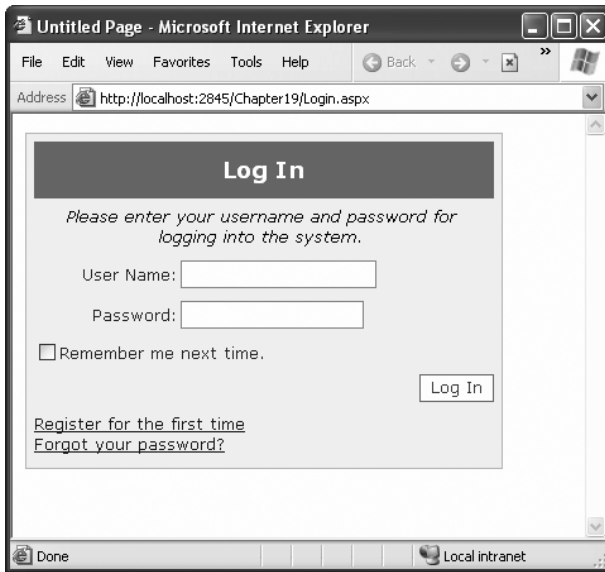 Untitled Page - Microsoft Internet Explorer
File Edit View Favorites Tools Help Back »
Address http://localhost:2845/Chapter19/Login.aspx
Log In
Please enter your username and password for
logging into the system.
User Name:
Password:
Remember me next time.
Log In
Register for the first time
Forgot your password?
Done Local intranet